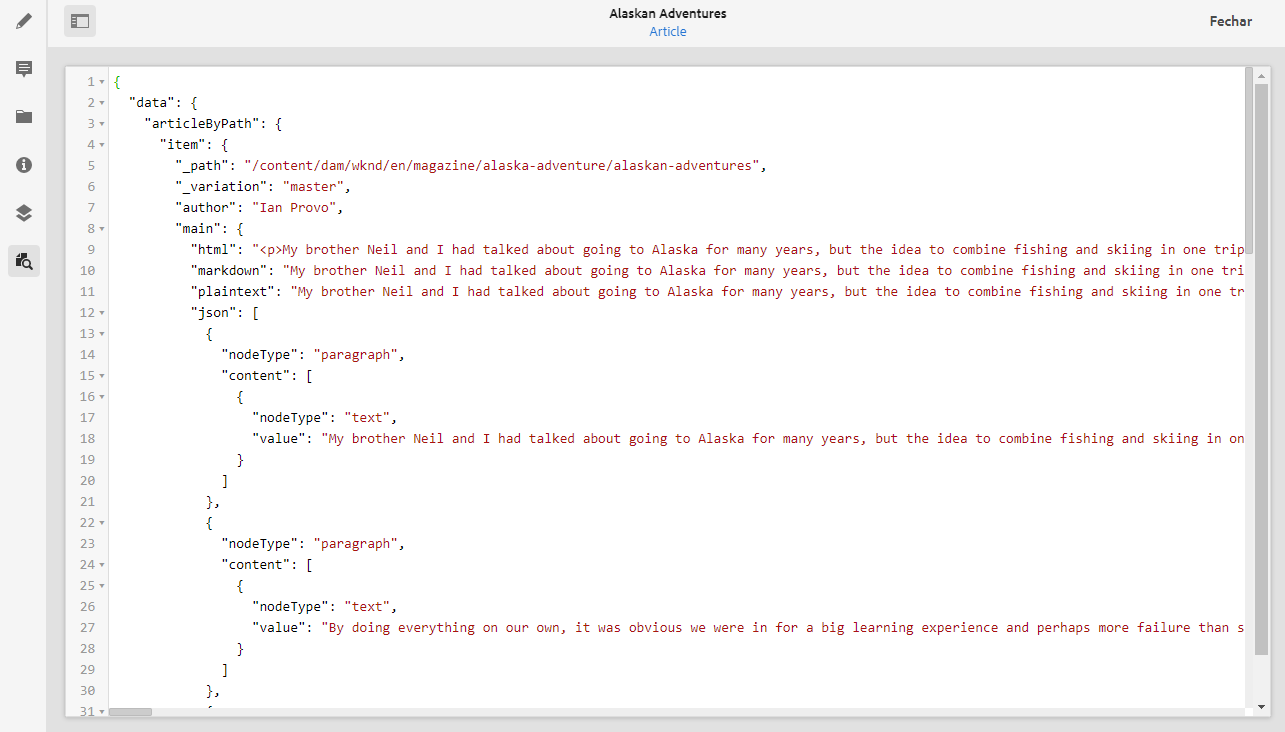 Alaskan Adventures
Article
Fechar
1 {
2 "data": {
3 "articleByPath": {
4 "item": {
5 "_path": "/content/dam/wknd/en/magazine/alaska-adventure/alaskan-adventures",
6 "_variation": "master",
7 "author": "Ian Provo",
8 "main": {
9 "html": "<p>My brother Neil and I had talked about going to Alaska for many years, but the idea to combine fishing and skiing in one trip
10 "markdown": "My brother Neil and I had talked about going to Alaska for many years, but the idea to combine fishing and skiing in one tri
11 "plaintext": "My brother Neil and I had talked about going to Alaska for many years, but the idea to combine fishing and skiing in one tr
12 "json": [
13 {
14 "nodeType": "paragraph",
15 "content": [
16 {
17 "nodeType": "text",
18 "value": "My brother Neil and I had talked about going to Alaska for many years, but the idea to combine fishing and skiing in on
19 }
20 ]
21 },
22 {
23 "nodeType": "paragraph",
24 "content": [
25 {
26 "nodeType": "text",
27 "value": "By doing everything on our own, it was obvious we were in for a big learning experience and perhaps more failure than s
28 }
29 ]
30 },
31 {